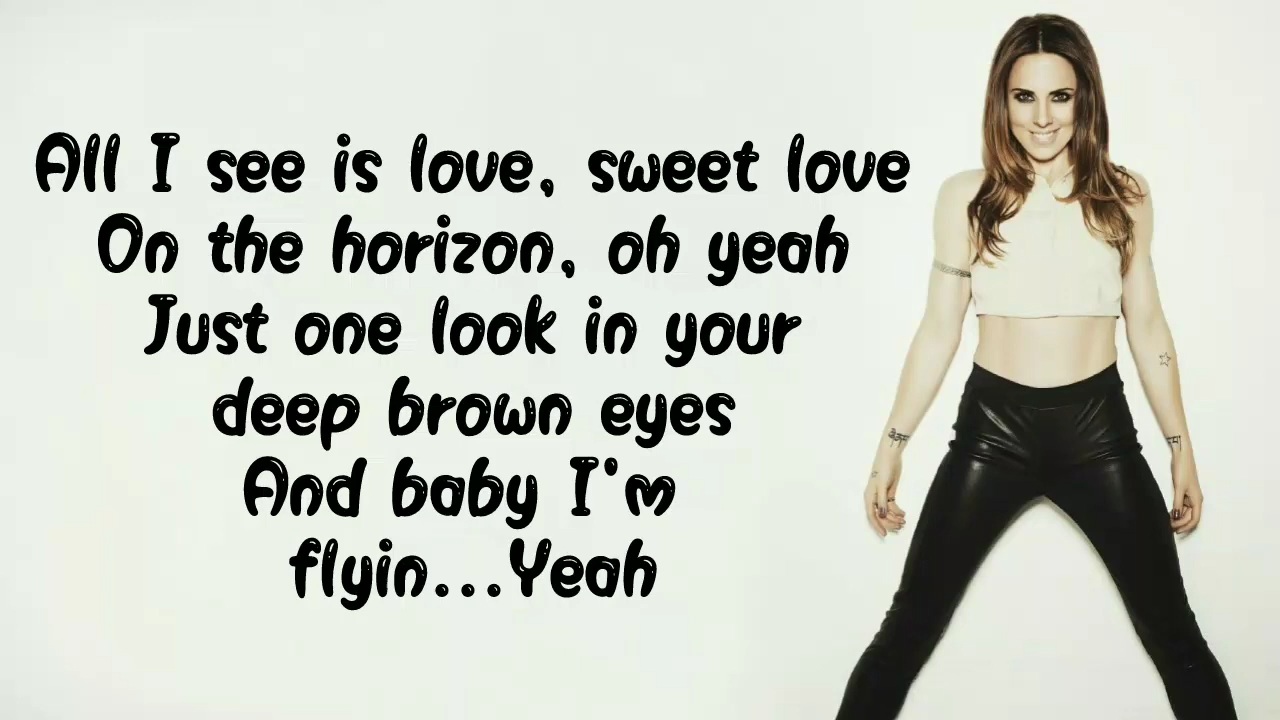 All I see is love, sweet love
On the horizon, oh yeah
Just one look in your
deep brown eyes
And baby I'm
flyin...Yeah